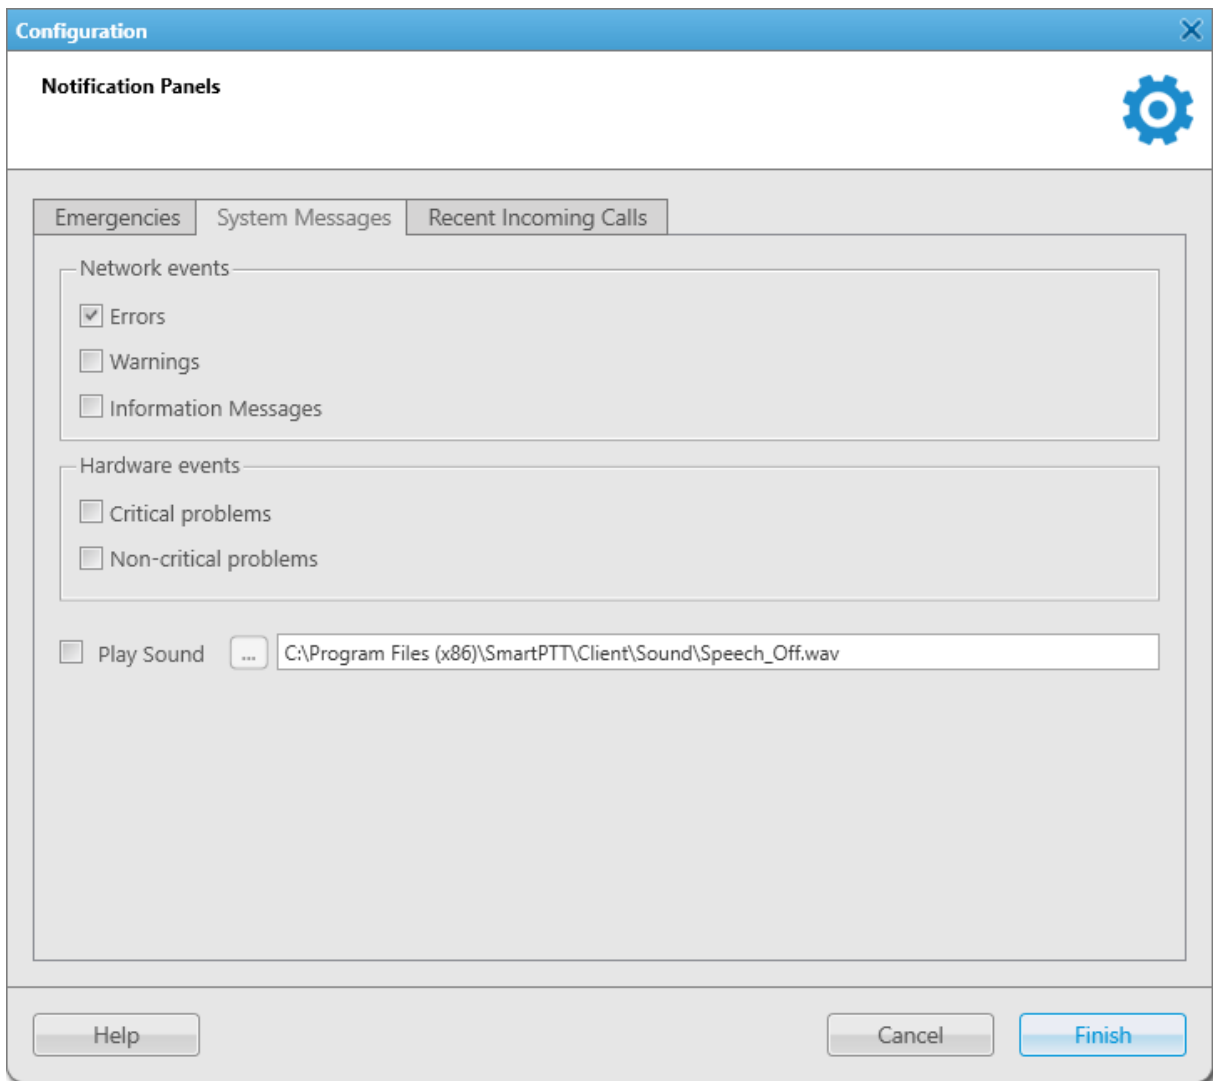 Configuration
Notification Panels
Emergencies System Messages Recent Incoming Calls
Network events
Errors
Warnings
Information Messages
Hardware events
Critical problems
Non-critical problems
Play Sound ... C:\Program Files (x86)\SmartPTT\Client\Sound\Speech_Off.wav
Help Cancel Finish